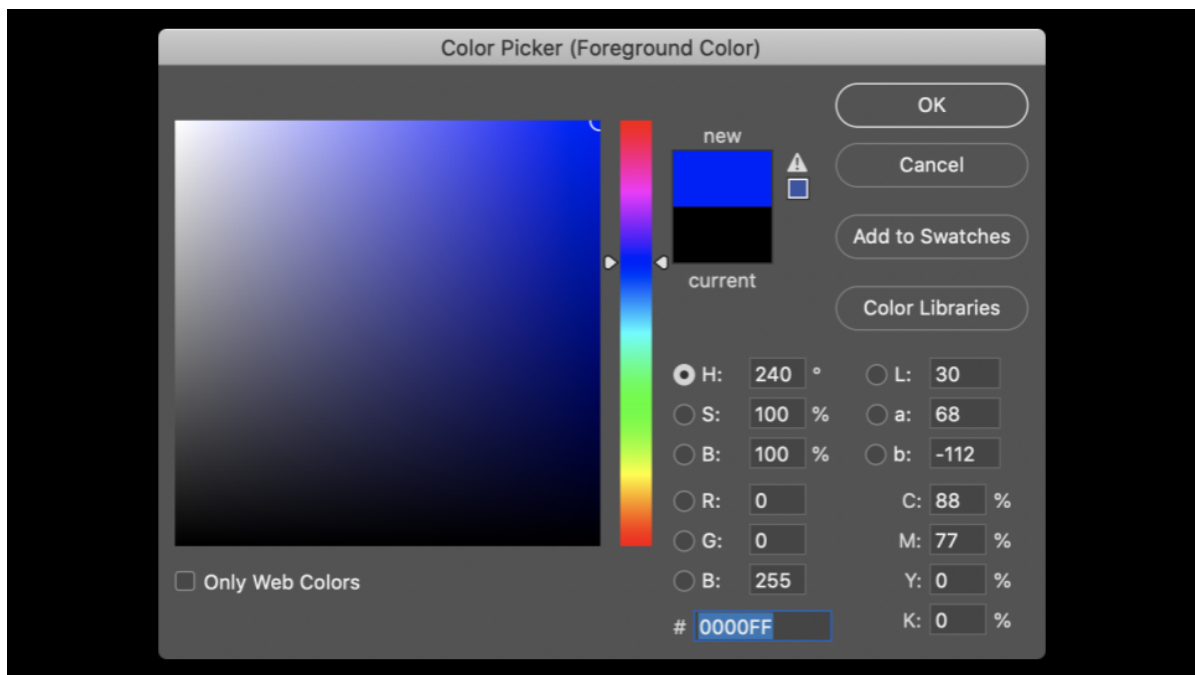 Color Picker (Foreground Color)
OK
new
Cancel
Add to Swatches
current
Color Libraries
H: 240 ° L: 30
S: 100 % a: 68
B: 100 % b: -112
R: 0 C: 88 %
G: 0 M: 77 %
Only Web Colors B: 255 Y: 0 %
# 0000FF K: 0 %